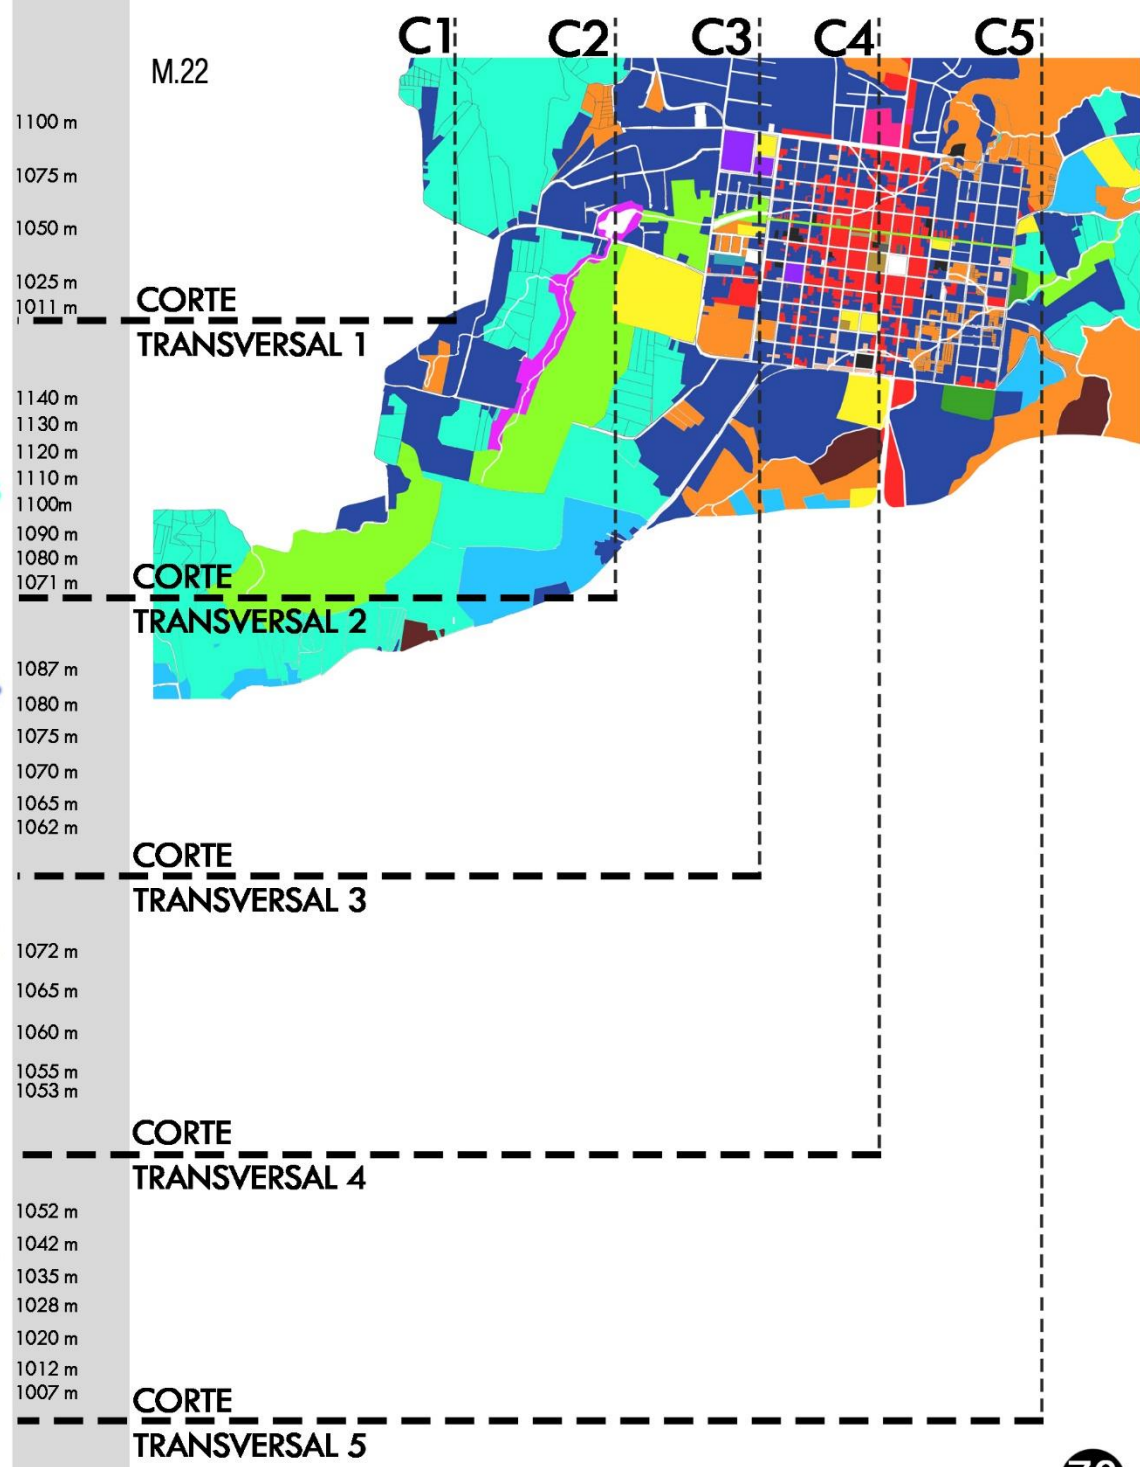 C1 C2 C3 C4 C5
M.22
1100 m
1075 m
1050 m
1025 m
1011 m
CORTE
TRANSVERSAL 1
1140 m
1130 m
1120 m
1110 m
1100m
1090 m
1080 m
1071 m
CORTE
TRANSVERSAL 2
1087 m
1080 m
1075 m
1070 m
1065 m
1062 m
CORTE
TRANSVERSAL 3
1072 m
1065 m
1060 m
1055 m
1053 m
CORTE
TRANSVERSAL 4
1052 m
1042 m
1035 m
1028 m
1020 m
1012 m
1007 m
CORTE
TRANSVERSAL 5